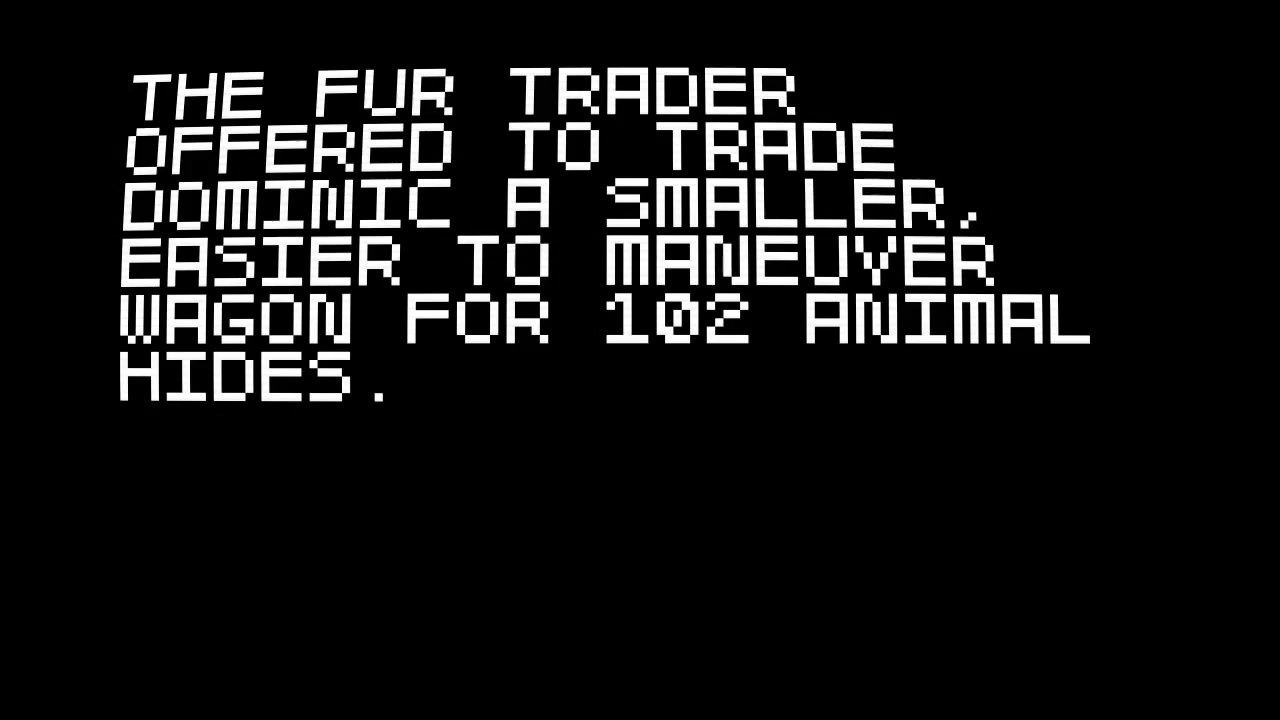 THE FUR TRADER
OFFERED TO TRADE
DOMINIC A SMALLER,
EASIER TO MANEUVER
WAGON FOR 102 ANIMAL
HIDES.